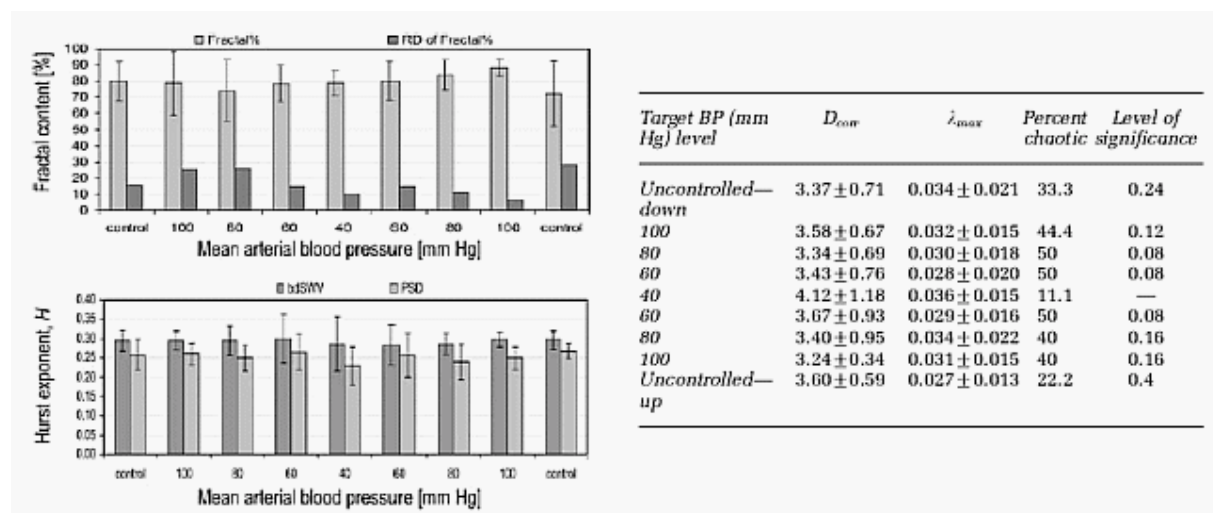 Fractal% RD of Fractal%
Fractal content [%]
100
90
80
70
60
50
40
30
20
10
0
control 100 80 60 40 60 80 100 control
Mean arterial blood pressure [mm Hg]
bdSWV PSD
Hurst exponent, H
0.40
0.35
0.30
0.25
0.20
0.15
0.10
0.05
0.00
control 100 80 60 40 60 80 100 control
Mean arterial blood pressure [mm Hg]
Target BP (mm D_corr λ_max Percent Level of
Hg) level chaotic significance
Uncontrolled— 3.37±0.71 0.034±0.021 33.3 0.24
down
100 3.58±0.67 0.032±0.015 44.4 0.12
80 3.34±0.69 0.030±0.018 50 0.08
60 3.43±0.76 0.028±0.020 50 0.08
40 4.12±1.18 0.036±0.015 11.1 —
60 3.67±0.93 0.029±0.016 50 0.08
80 3.40±0.95 0.034±0.022 40 0.16
100 3.24±0.34 0.031±0.015 40 0.16
Uncontrolled— 3.60±0.59 0.027±0.013 22.2 0.4
up